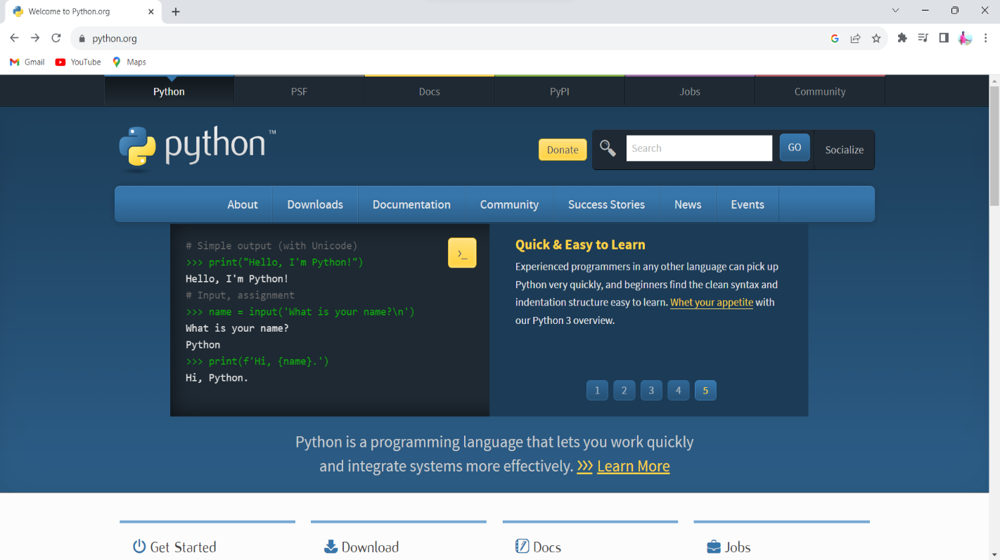 Welcome to Python.org
python.org
Gmail YouTube Maps
Python PSF Docs PyPI Jobs Community
python™
Donate Search GO Socialize
About Downloads Documentation Community Success Stories News Events
# Simple output (with Unicode)
>>> print("Hello, I'm Python!")
Hello, I'm Python!
# Input, assignment
>>> name = input('What is your name?\n')
What is your name?
Python
>>> print(f'Hi, {name}.')
Hi, Python.
>_
Quick & Easy to Learn
Experienced programmers in any other language can pick up
Python very quickly, and beginners find the clean syntax and
indentation structure easy to learn. Whet your appetite with
our Python 3 overview.
1 2 3 4 5
Python is a programming language that lets you work quickly
and integrate systems more effectively. >>> Learn More
Get Started Download Docs Jobs